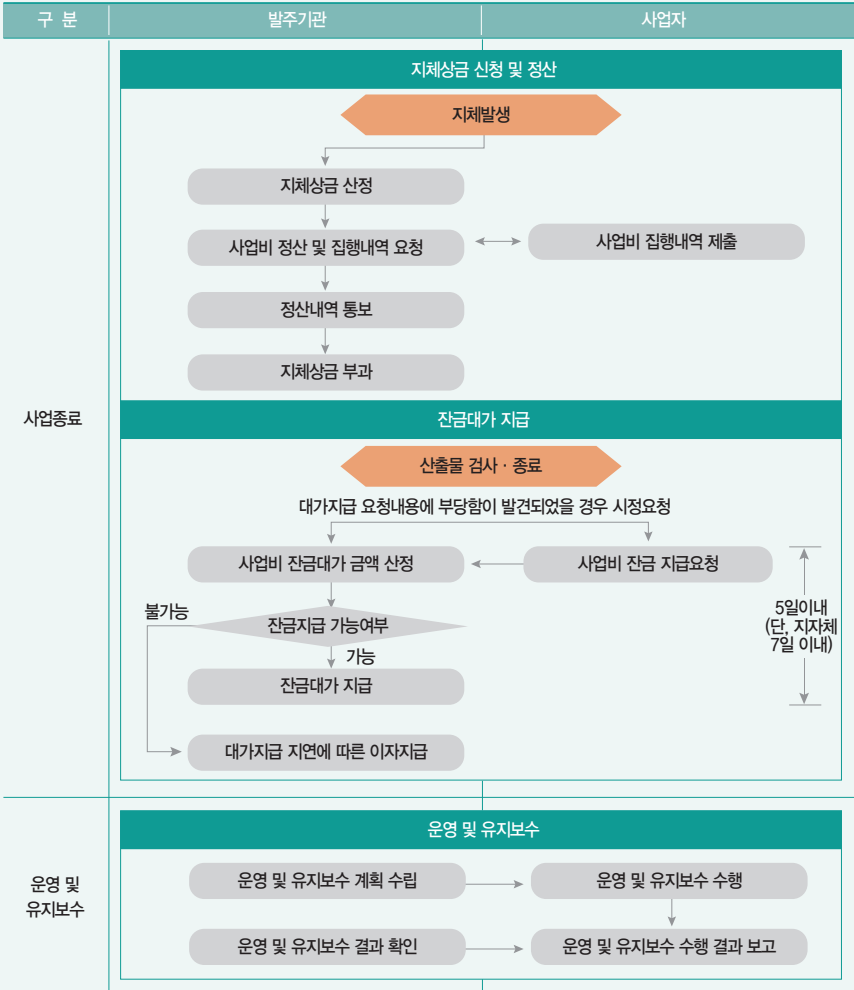 구 분
발주기관
사업자
지체상금 신청 및 정산
지체발생
지체상금 산정
사업비 정산 및 집행내역 요청
사업비 집행내역 제출
정산내역 통보
지체상금 부과
사업종료
잔금대가 지급
산출물 검사 · 종료
대가지급 요청내용에 부당함이 발견되었을 경우 시정요청
사업비 잔금대가 금액 산정
사업비 잔금 지급요청
5일이내
(단, 지자체
7일 이내)
불가능
잔금지급 가능여부
가능
잔금대가 지급
대가지급 지연에 따른 이자지급
운영 및 유지보수
운영 및
유지보수
운영 및 유지보수 계획 수립
운영 및 유지보수 수행
운영 및 유지보수 결과 확인
운영 및 유지보수 수행 결과 보고